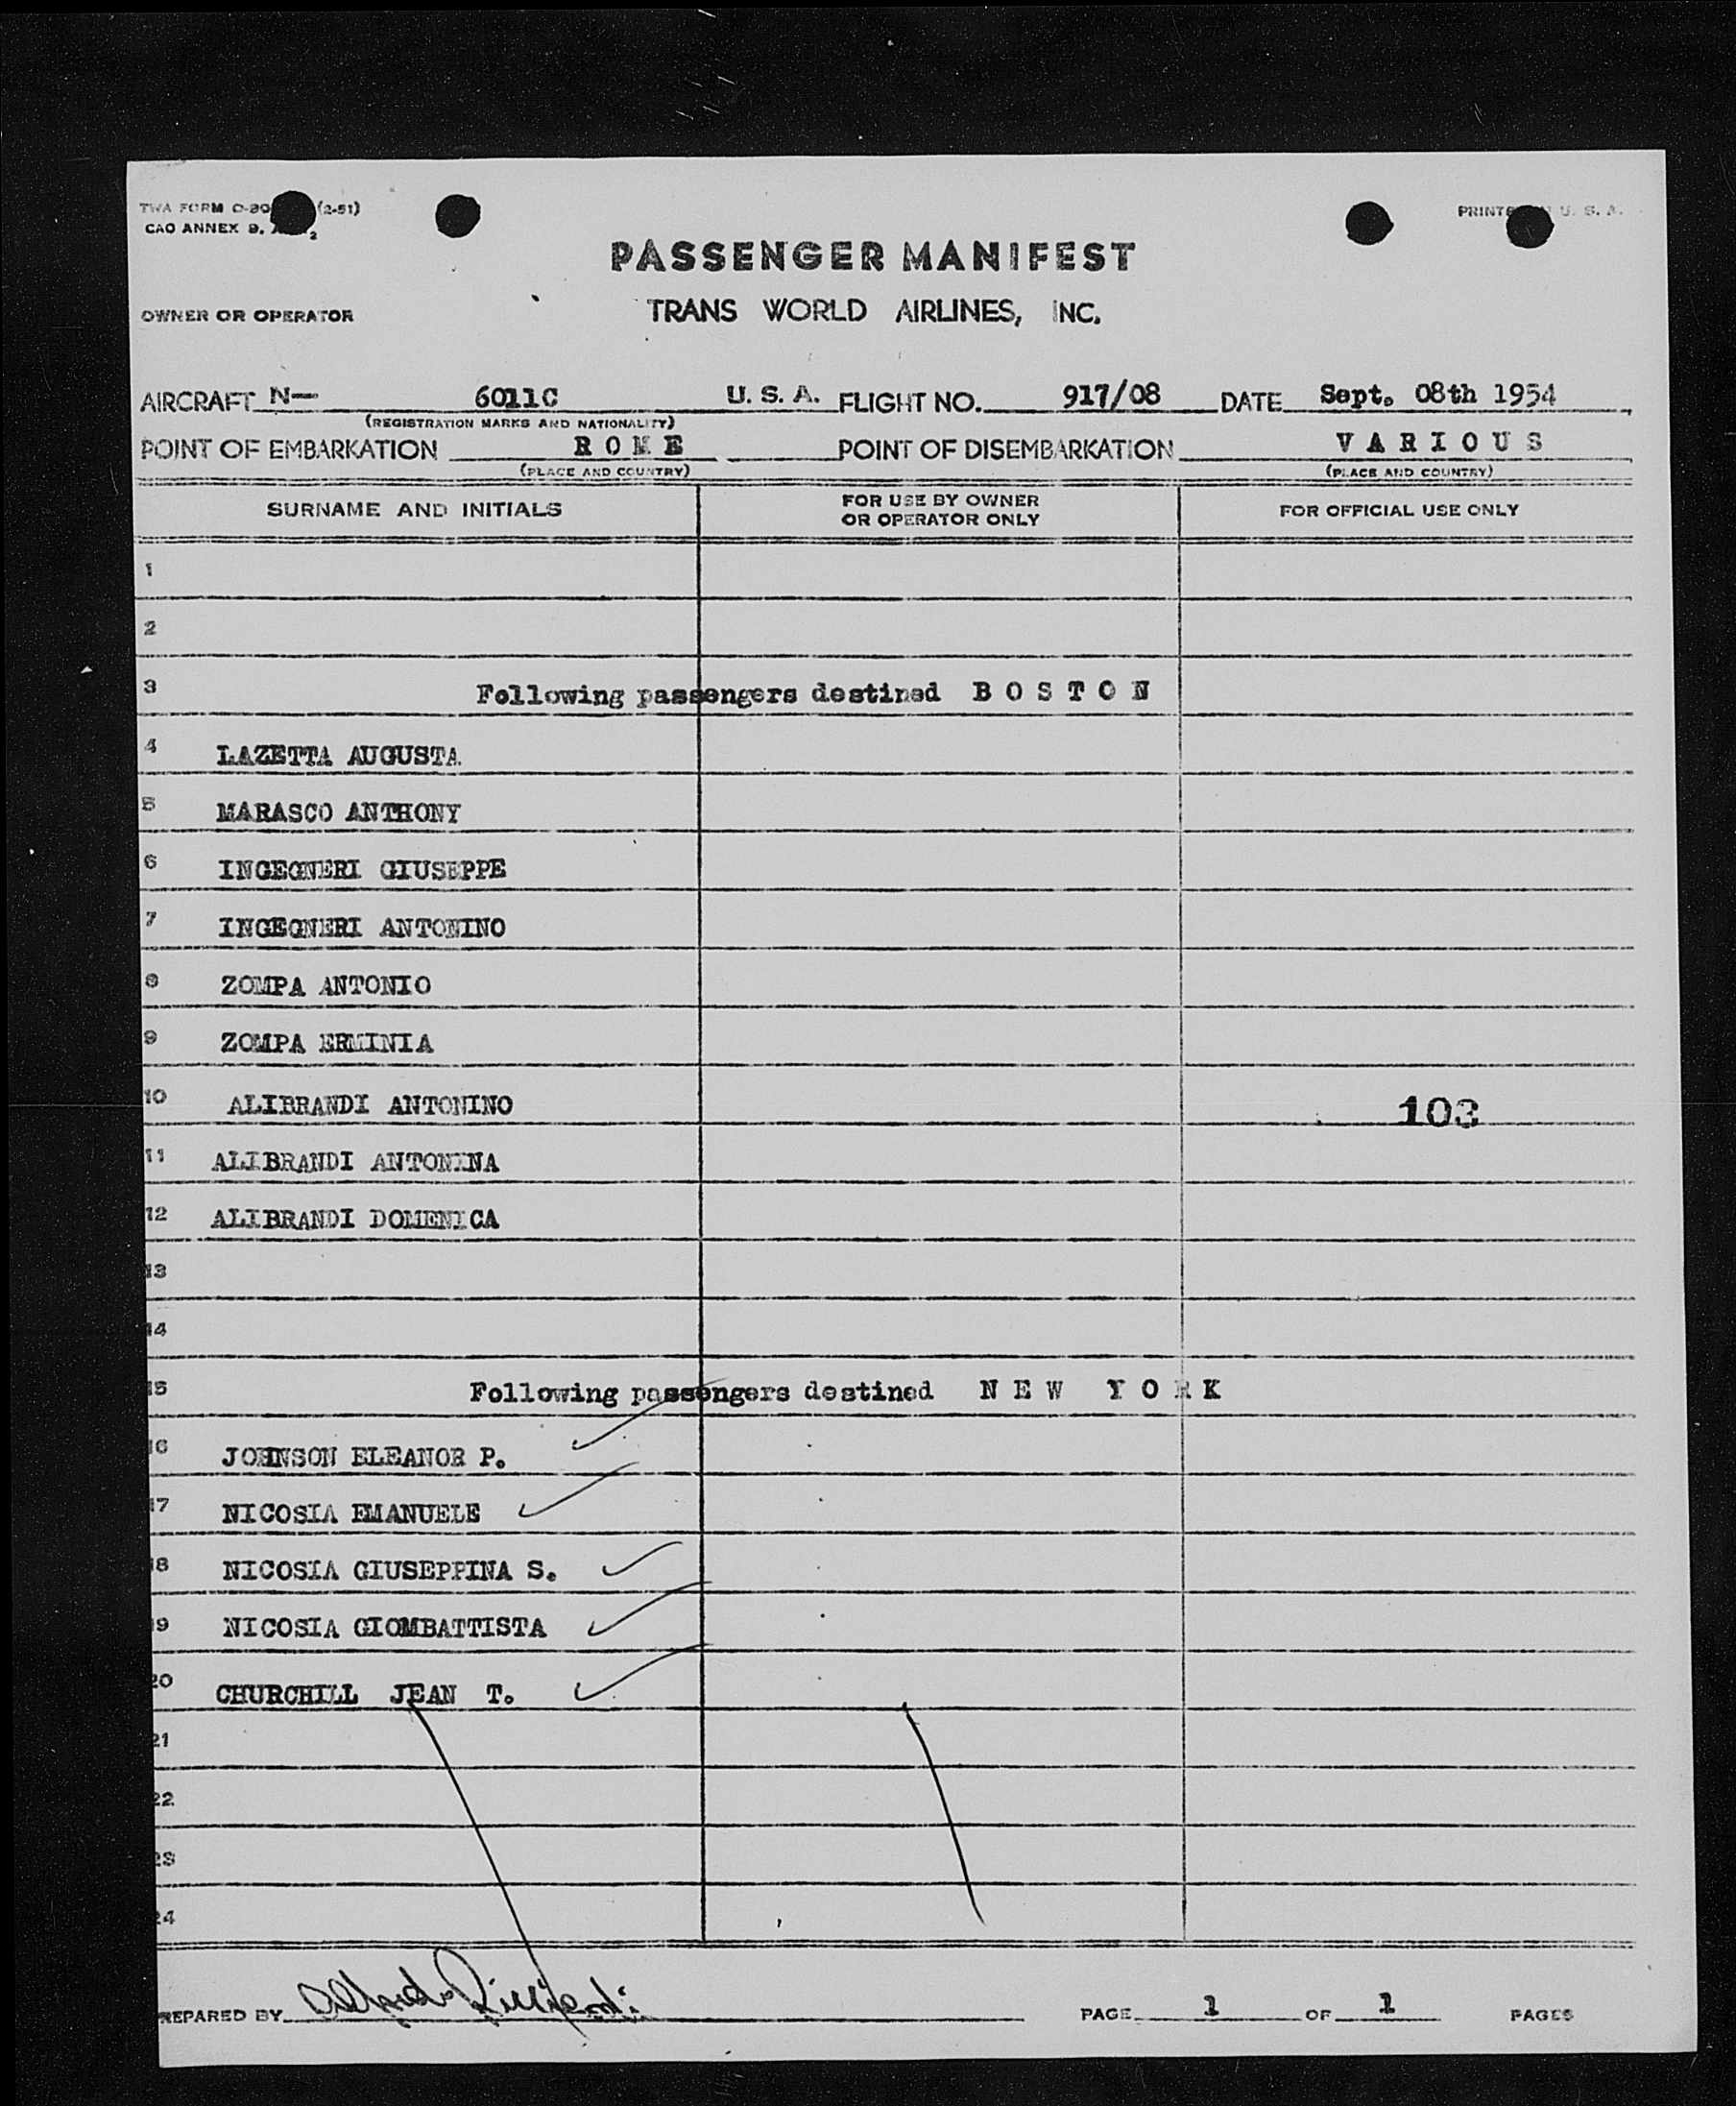 TWA FORM (2-51)
PRINTED IN U. S. A.
CAO ANNEX 9.
PASSENGER MANIFEST
OWNER OR OPERATOR TRANS WORLD AIRLINES, INC.
AIRCRAFT N— 6011C U. S. A. FLIGHT NO. 917/08 DATE Sept. 08th 1954
(REGISTRATION MARKS AND NATIONALITY)
POINT OF EMBARKATION R O M E POINT OF DISEMBARKATION V A R I O U S
(PLACE AND COUNTRY) (PLACE AND COUNTRY)
SURNAME AND INITIALS FOR USE BY OWNER OR OPERATOR ONLY FOR OFFICIAL USE ONLY
1
2
3 Following passengers destined B O S T O N
4 LAZETTA AUGUSTA
5 MARASCO ANTHONY
6 INGEGNERI GIUSEPPE
7 INGEGNERI ANTONINO
8 ZOMPA ANTONIO
9 ZOMPA ERMINIA
10 ALIBRANDI ANTONINO 103
11 ALIBRANDI ANTONINA
12 ALIBRANDI DOMENICA
13
14
15 Following passengers destined N E W Y O R K
16 JOHNSON ELEANOR P.
17 NICOSIA EMANUELE
18 NICOSIA GIUSEPPINA S.
19 NICOSIA GIOMBATTISTA
20 CHURCHILL JEAN T.
21
22
23
24
PREPARED BY PAGE 1 OF 1 PAGES